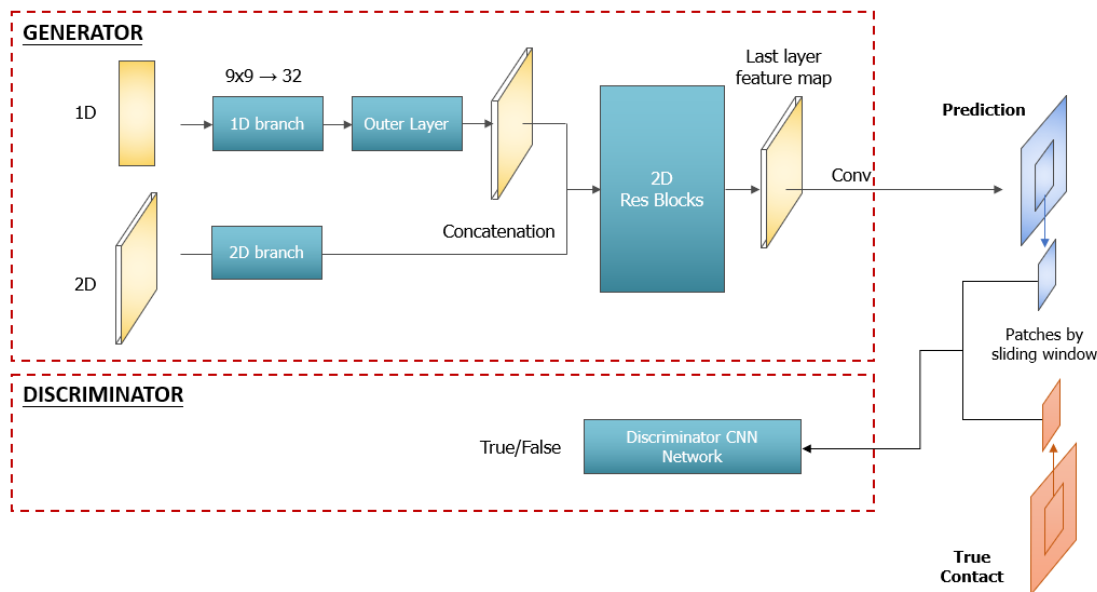 GENERATOR
1D
9x9 → 32
1D branch
Outer Layer
2D
2D branch
Concatenation
2D
Res Blocks
Last layer
feature map
Conv
Prediction
Patches by
sliding window
DISCRIMINATOR
True/False
Discriminator CNN
Network
True
Contact